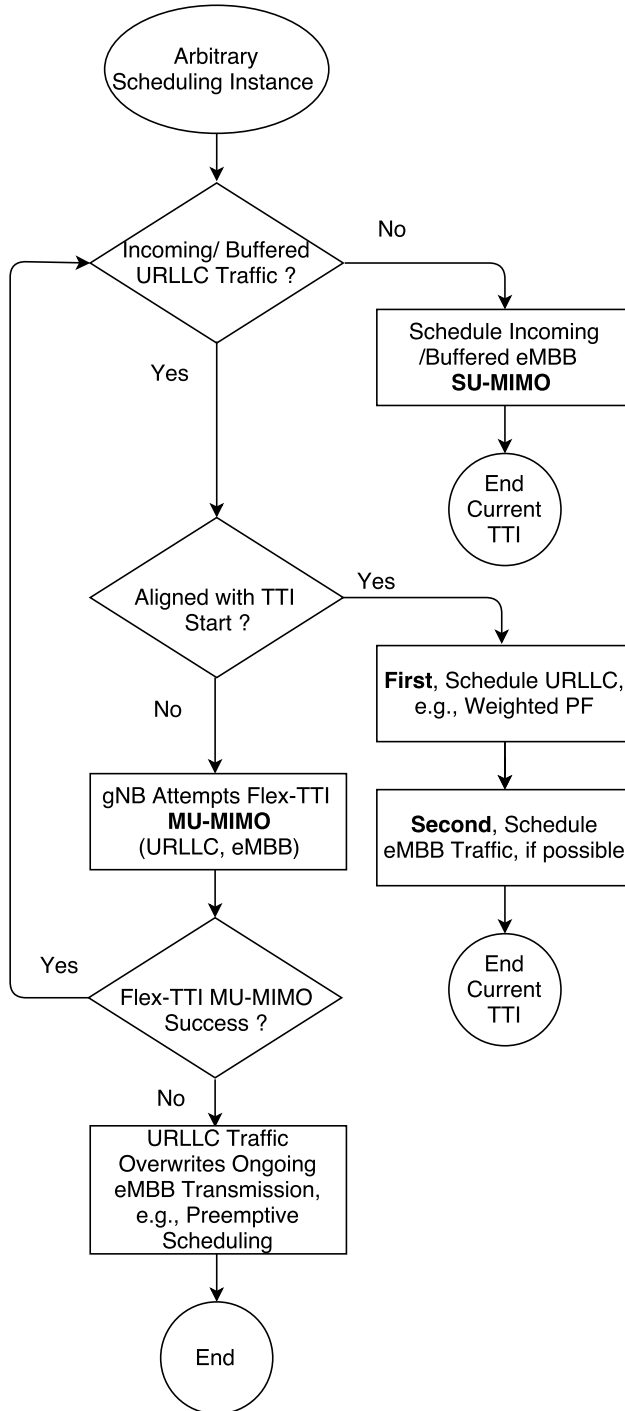 Arbitrary
Scheduling Instance
Incoming/ Buffered
URLLC Traffic ?
No
Schedule Incoming
/Buffered eMBB
SU-MIMO
Yes
End
Current
TTI
Aligned with TTI
Start ?
Yes
First, Schedule URLLC,
e.g., Weighted PF
No
gNB Attempts Flex-TTI
MU-MIMO
(URLLC, eMBB)
Second, Schedule
eMBB Traffic, if possible
Yes
Flex-TTI MU-MIMO
Success ?
End
Current
TTI
No
URLLC Traffic
Overwrites Ongoing
eMBB Transmission,
e.g., Preemptive
Scheduling
End